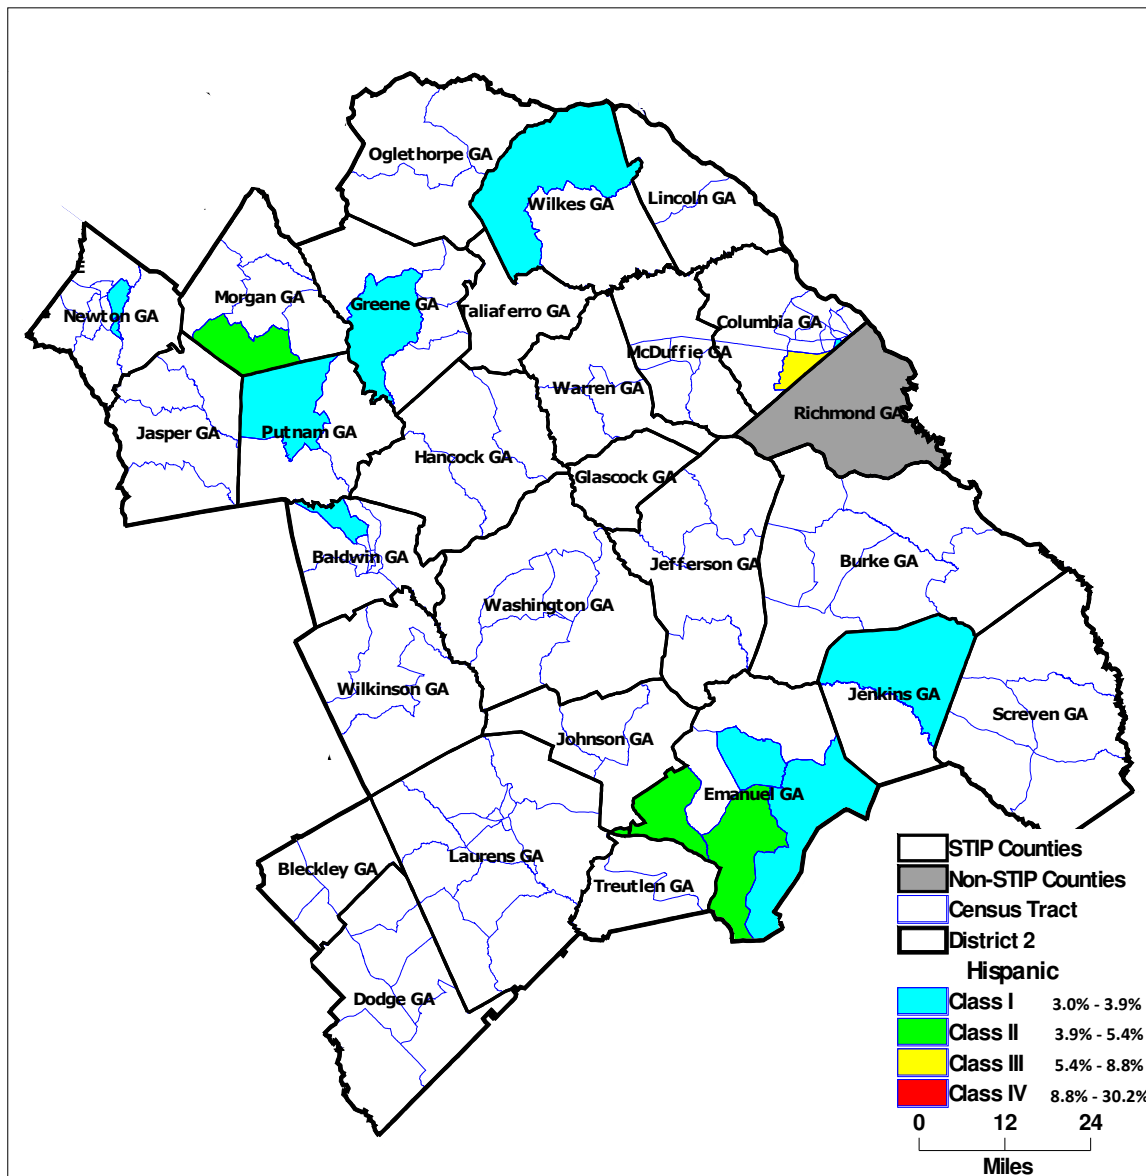 Oglethorpe GA
Wilkes GA
Lincoln GA
E
Newton GA
Morgan GA
Greene GA
Taliaferro GA
Columbia GA
McDuffie GA
Warren GA
Richmond GA
Jasper GA
Putnam GA
Hancock GA
Glascock GA
Baldwin GA
Jefferson GA
Burke GA
Washington GA
Wilkinson GA
Jenkins GA
Screven GA
Johnson GA
Emanuel GA
Bleckley GA
Laurens GA
Treutlen GA
Dodge GA
STIP Counties
Non-STIP Counties
Census Tract
District 2
Hispanic
Class I 3.0% - 3.9%
Class II 3.9% - 5.4%
Class III 5.4% - 8.8%
Class IV 8.8% - 30.2%
0 12 24
Miles